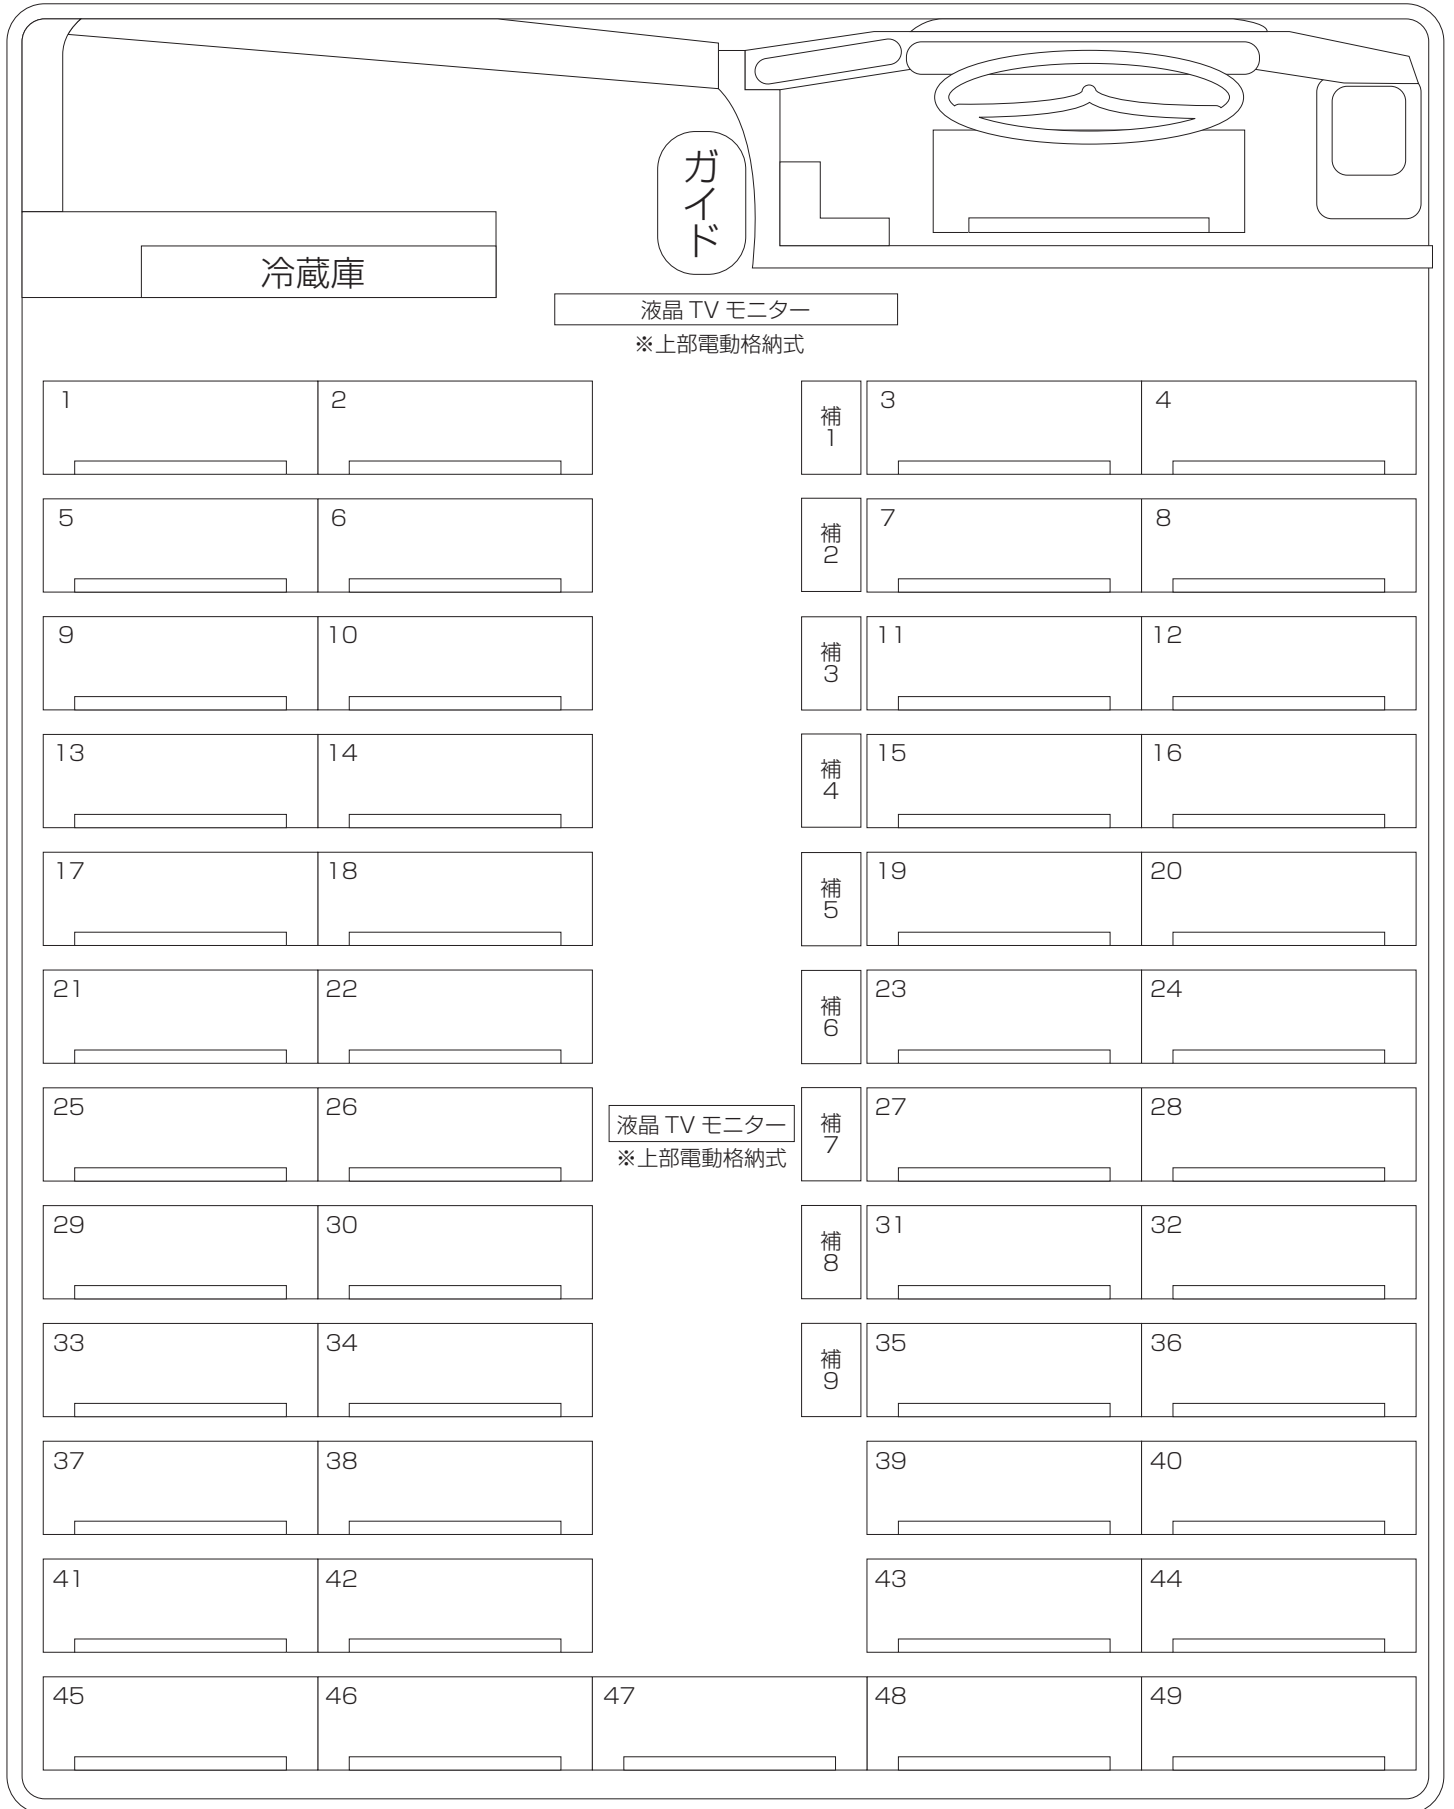 ガイド
冷蔵庫
液晶 TV モニター
※上部電動格納式
1 2 補1 3 4
5 6 補2 7 8
9 10 補3 11 12
13 14 補4 15 16
17 18 補5 19 20
21 22 補6 23 24
25 26 液晶 TV モニター 補7 27 28
※上部電動格納式
29 30 補8 31 32
33 34 補9 35 36
37 38 39 40
41 42 43 44
45 46 47 48 49